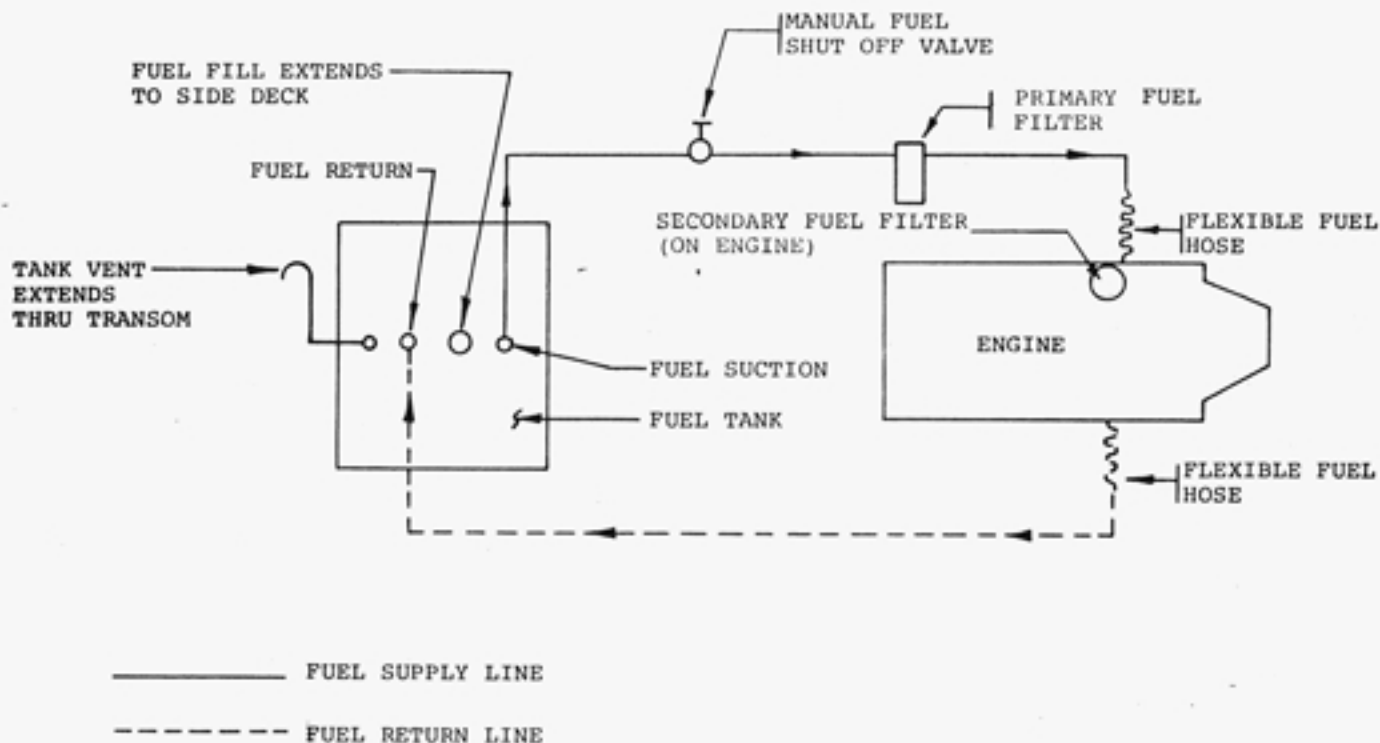 MANUAL FUEL
SHUT OFF VALVE
FUEL FILL EXTENDS
TO SIDE DECK
PRIMARY FUEL
FILTER
FUEL RETURN
SECONDARY FUEL FILTER
(ON ENGINE)
FLEXIBLE FUEL
HOSE
TANK VENT
EXTENDS
THRU TRANSOM
ENGINE
FUEL SUCTION
FUEL TANK
FLEXIBLE FUEL
HOSE
FUEL SUPPLY LINE
FUEL RETURN LINE